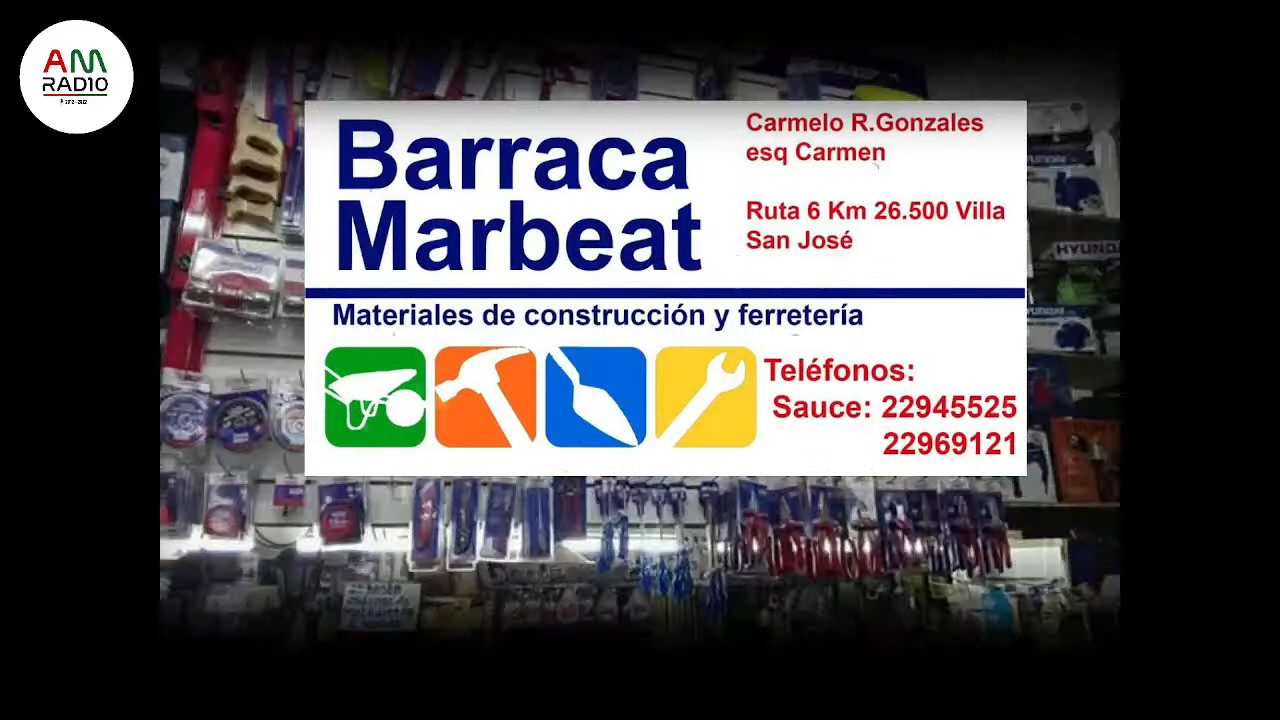 AM
RADIO
Barraca
Marbeat
Carmelo R.Gonzales
esq Carmen
Ruta 6 Km 26.500 Villa
San José
Materiales de construcción y ferretería
Teléfonos:
Sauce: 22945525
22969121
HYUNDAI